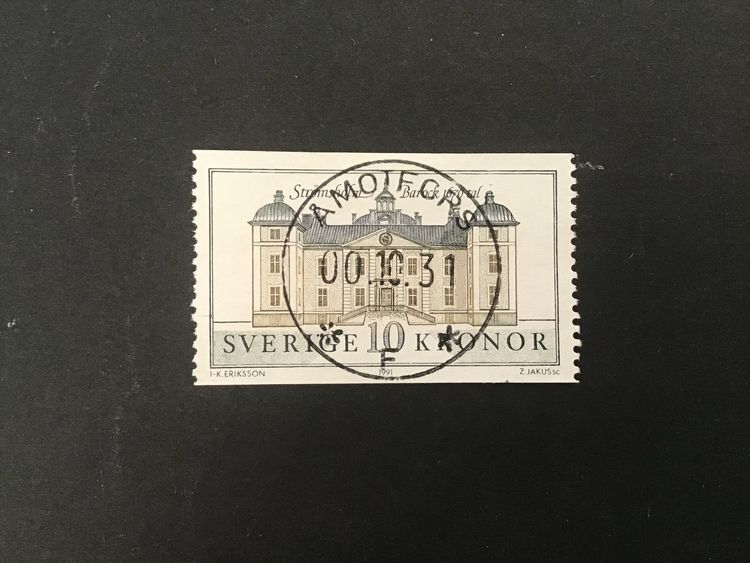 Strömsholm Barock 1670-tal
ÅMOTFORS
00.10.31
SVERIGE 10 KRONOR
F
I-K.ERIKSSON 1991 Z.JAKUS SC